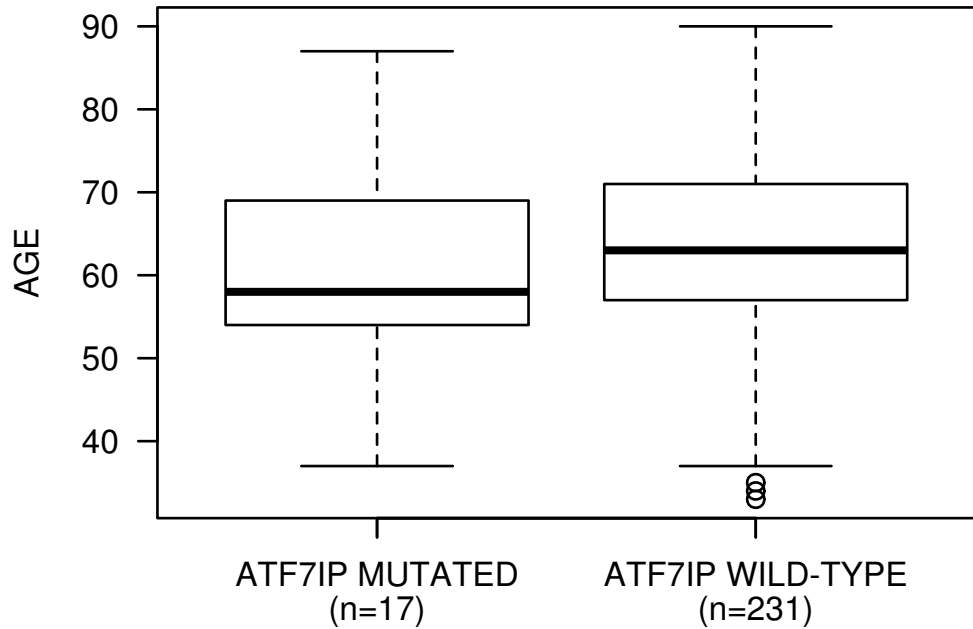 90
80
70
60
50
40
AGE
ATF7IP MUTATED
(n=17)
ATF7IP WILD-TYPE
(n=231)